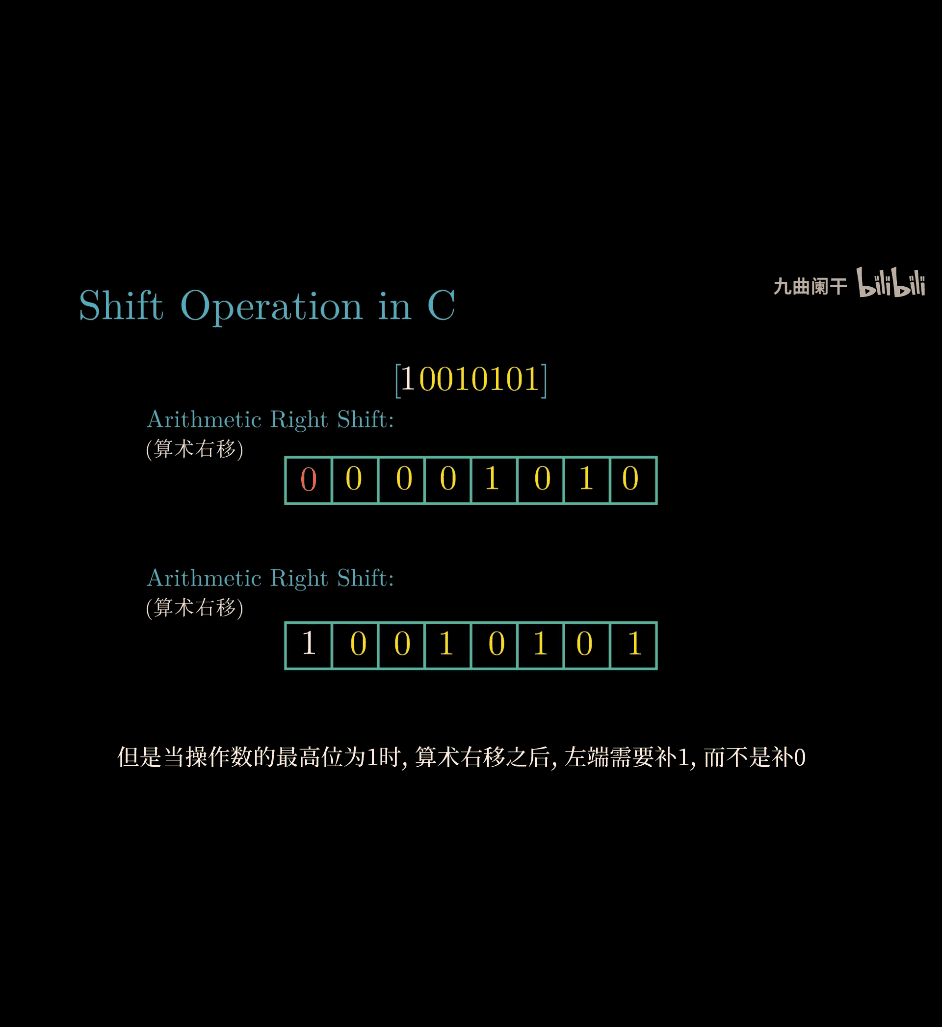 九曲阑干 bilibili
Shift Operation in C
[10010101]
Arithmetic Right Shift:
(算术右移)
0 0 0 0 1 0 1 0
Arithmetic Right Shift:
(算术右移)
1 0 0 1 0 1 0 1
但是当操作数的最高位为1时, 算术右移之后, 左端需要补1, 而不是补0